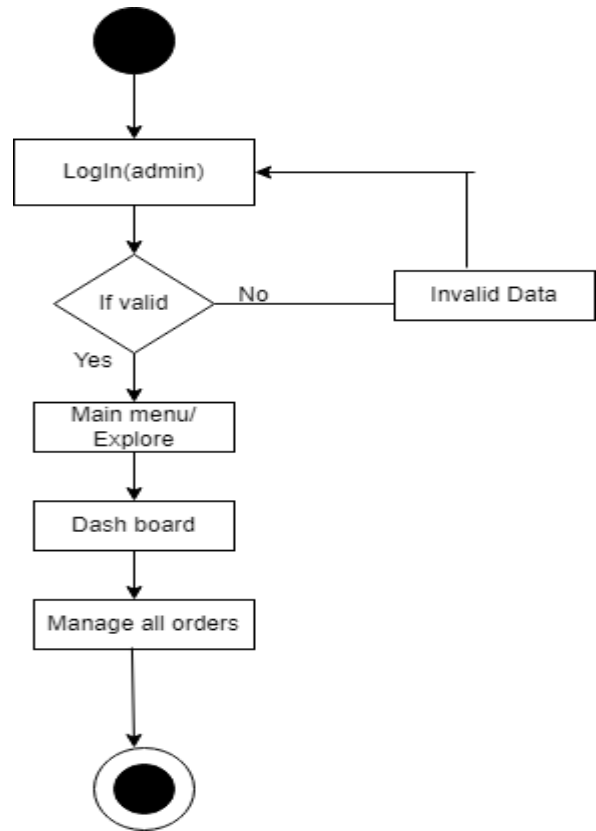 LogIn(admin)
If valid
No
Invalid Data
Yes
Main menu/
Explore
Dash board
Manage all orders